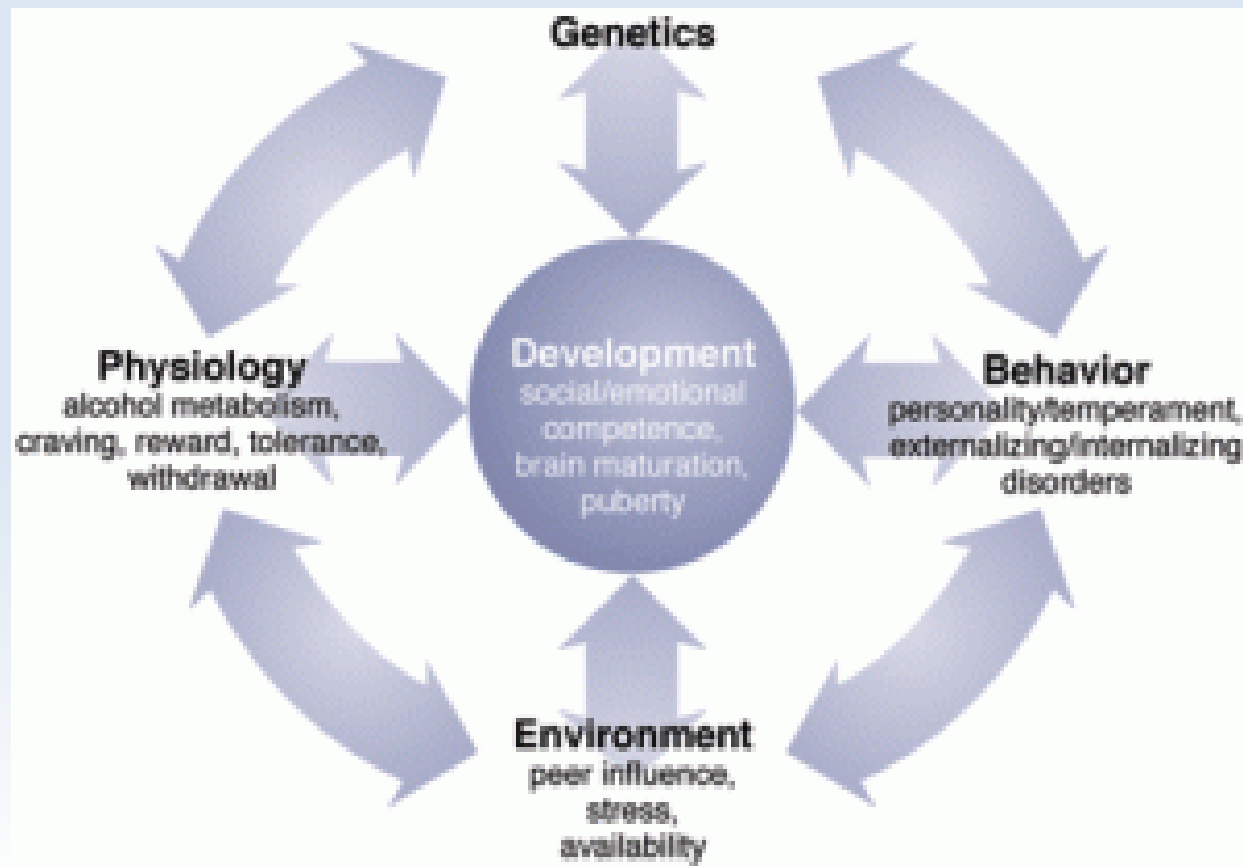 Genetics
Physiology
alcohol metabolism,
craving, reward, tolerance,
withdrawal
Development
social/emotional
competence,
brain maturation,
puberty
Behavior
personality/temperament,
externalizing/internalizing
disorders
Environment
peer influence,
stress,
availability